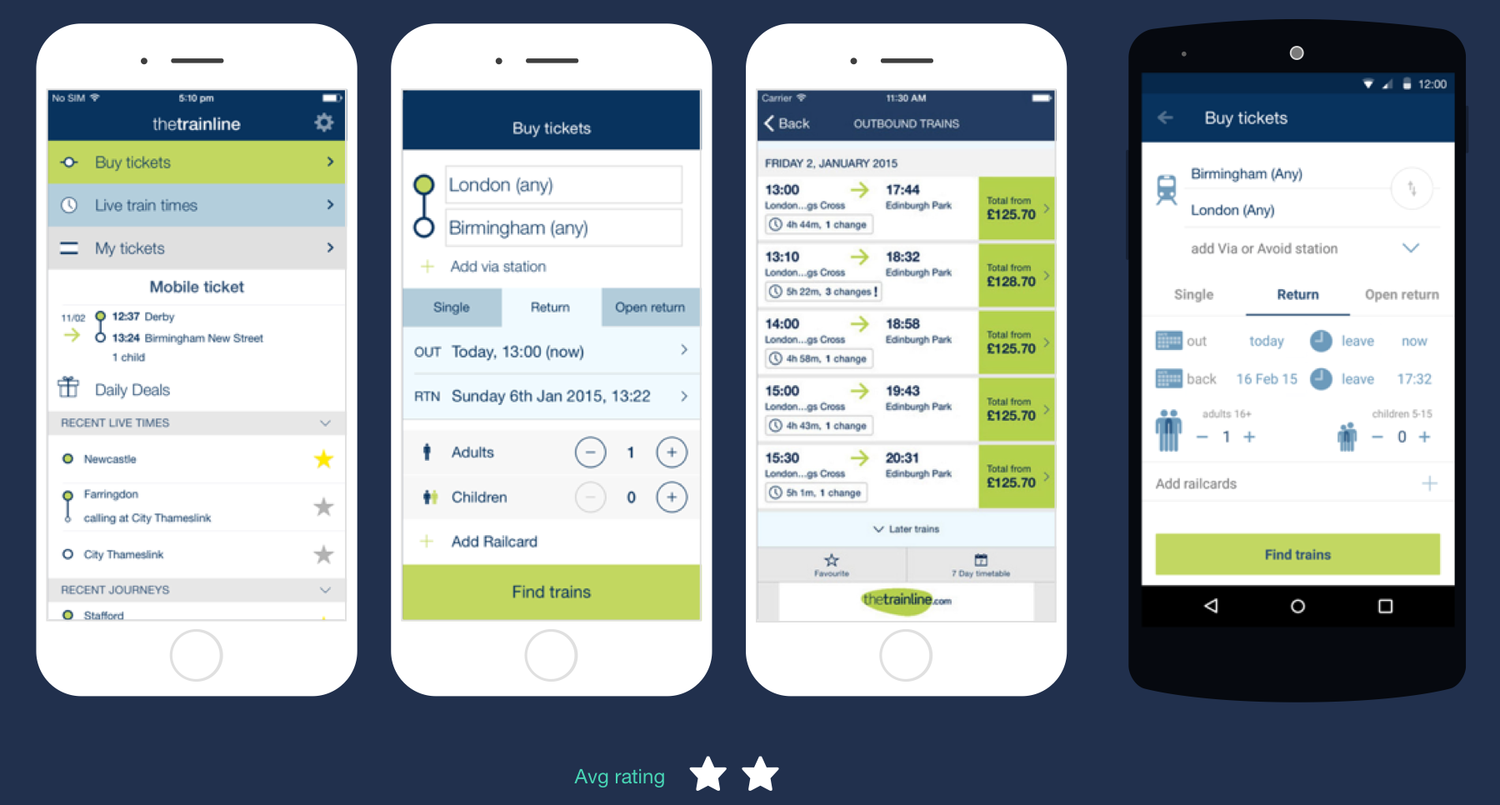 No SIM 5:10 pm
thetrainline
Buy tickets
Live train times
My tickets
Mobile ticket
11/02 12:37 Derby
13:24 Birmingham New Street
1 child
Daily Deals
RECENT LIVE TIMES
Newcastle
Farringdon
calling at City Thameslink
City Thameslink
RECENT JOURNEYS
Stafford
Buy tickets
London (any)
Birmingham (any)
+ Add via station
Single Return Open return
OUT Today, 13:00 (now)
RTN Sunday 6th Jan 2015, 13:22
Adults − 1 +
Children − 0 +
+ Add Railcard
Find trains
Carrier 11:30 AM
Back OUTBOUND TRAINS
FRIDAY 2, JANUARY 2015
13:00 17:44
London...gs Cross Edinburgh Park
4h 44m, 1 change
Total from
£125.70
13:10 18:32
London...gs Cross Edinburgh Park
5h 22m, 3 changes !
Total from
£128.70
14:00 18:58
London...gs Cross Edinburgh Park
4h 58m, 1 change
Total from
£125.70
15:00 19:43
London...gs Cross Edinburgh Park
4h 43m, 1 change
Total from
£125.70
15:30 20:31
London...gs Cross Edinburgh Park
5h 1m, 1 change
Total from
£125.70
Later trains
Favourite 7 Day timetable
thetrainline.com
12:00
Buy tickets
Birmingham (Any)
London (Any)
add Via or Avoid station
Single Return Open return
out today leave now
back 16 Feb 15 leave 17:32
adults 16+ children 5-15
− 1 + − 0 +
Add railcards +
Find trains
Avg rating